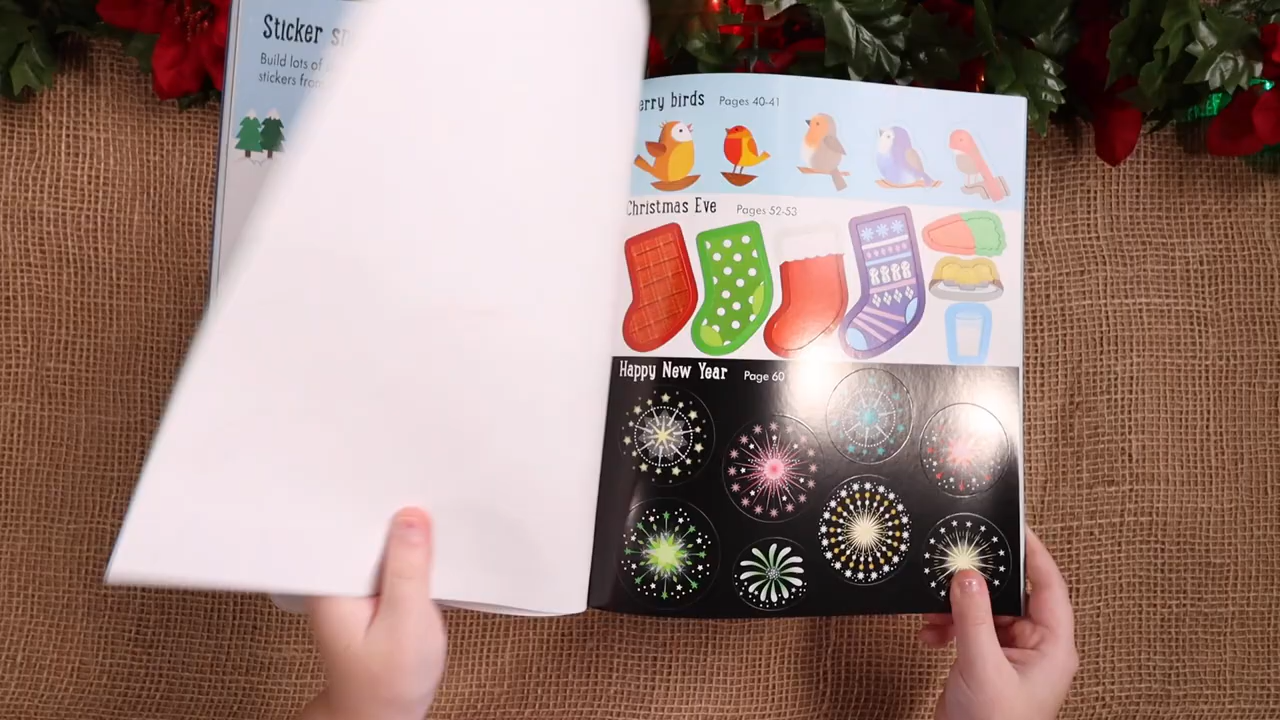 Sticker
Build lots of
stickers from
erry birds Pages 40-41
Christmas Eve Pages 52-53
Happy New Year Page 60